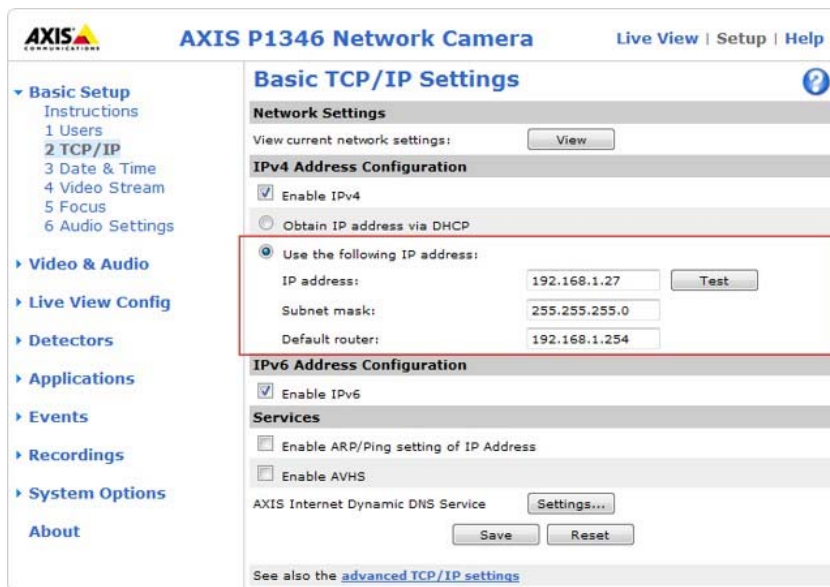 AXIS
COMMUNICATIONS
AXIS P1346 Network Camera
Live View | Setup | Help
Basic Setup
Instructions
1 Users
2 TCP/IP
3 Date & Time
4 Video Stream
5 Focus
6 Audio Settings
Video & Audio
Live View Config
Detectors
Applications
Events
Recordings
System Options
About
Basic TCP/IP Settings
Network Settings
View current network settings: View
IPv4 Address Configuration
Enable IPv4
Obtain IP address via DHCP
Use the following IP address:
IP address: 192.168.1.27 Test
Subnet mask: 255.255.255.0
Default router: 192.168.1.254
IPv6 Address Configuration
Enable IPv6
Services
Enable ARP/Ping setting of IP Address
Enable AVHS
AXIS Internet Dynamic DNS Service Settings...
Save Reset
See also the advanced TCP/IP settings